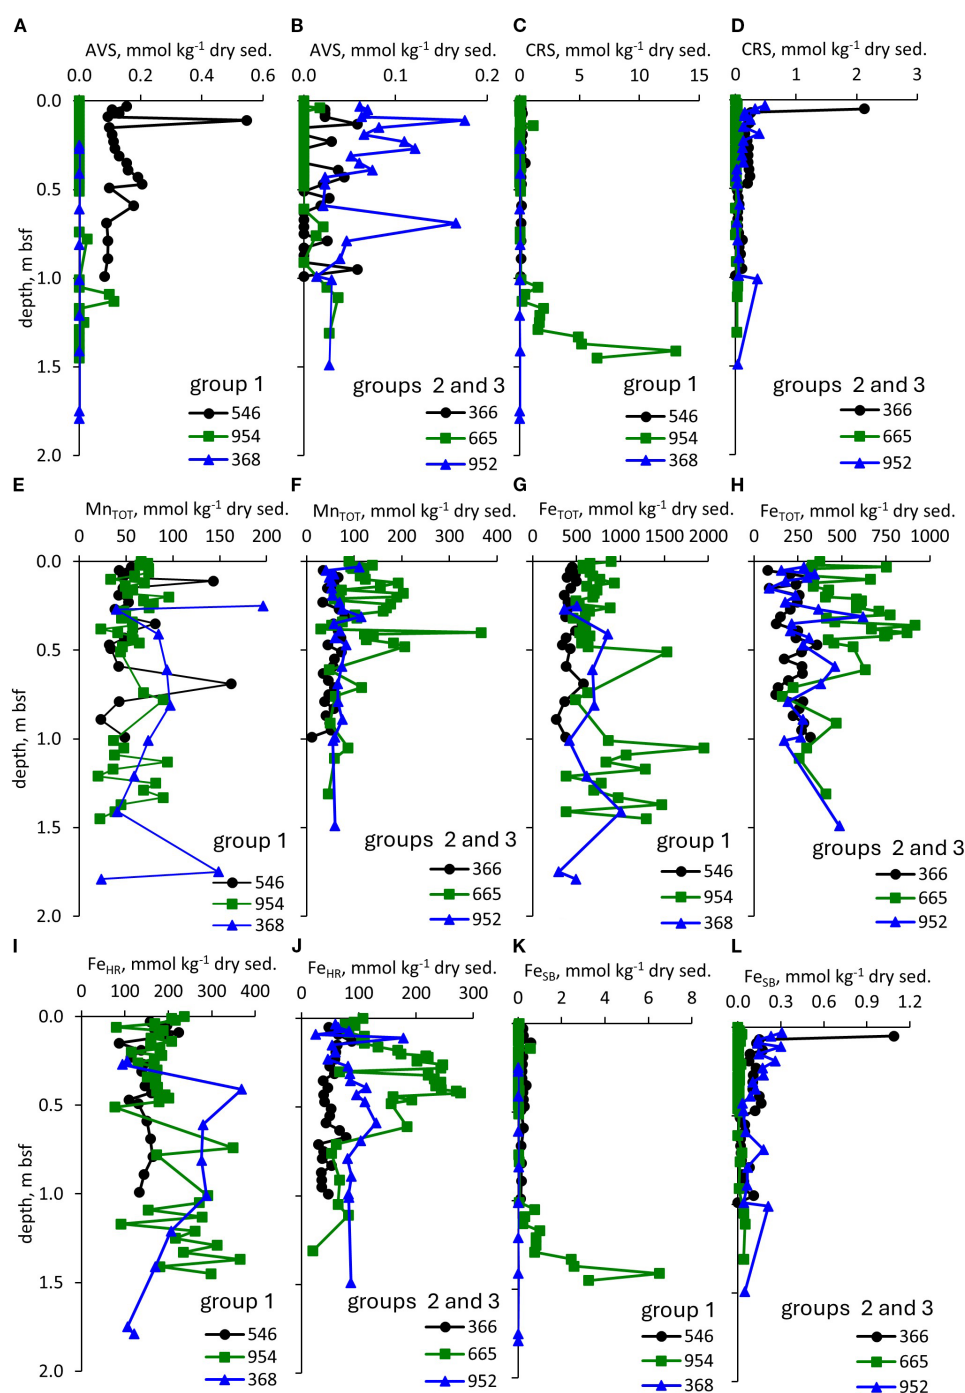 A B C D
AVS, mmol kg⁻¹ dry sed. AVS, mmol kg⁻¹ dry sed. CRS, mmol kg⁻¹ dry sed. CRS, mmol kg⁻¹ dry sed.
0.0 0.2 0.4 0.6 0.0 0.1 0.2 0 5 10 15 0 1 2 3
0.0
0.5
1.0
1.5
2.0
depth, m bsf
group 1 groups 2 and 3 group 1 groups 2 and 3
546 366 546 366
954 665 954 665
368 952 368 952
E F G H
Mn_TOT, mmol kg⁻¹ dry sed. Mn_TOT, mmol kg⁻¹ dry sed. Fe_TOT, mmol kg⁻¹ dry sed. Fe_TOT, mmol kg⁻¹ dry sed.
0 50 100 150 200 0 100 200 300 400 0 500 1000 1500 2000 0 250 500 750 1000
0.0
0.5
1.0
1.5
2.0
depth, m bsf
group 1 groups 2 and 3 group 1 groups 2 and 3
546 366 546 366
954 665 954 665
368 952 368 952
I J K L
Fe_HR, mmol kg⁻¹ dry sed. Fe_HR, mmol kg⁻¹ dry sed. Fe_SB, mmol kg⁻¹ dry sed. Fe_SB, mmol kg⁻¹ dry sed.
0 100 200 300 400 0 100 200 300 0 2 4 6 8 0.0 0.3 0.6 0.9 1.2
0.0
0.5
1.0
1.5
2.0
depth, m bsf
group 1 groups 2 and 3 group 1 groups 2 and 3
546 366 546 366
954 665 954 665
368 952 368 952